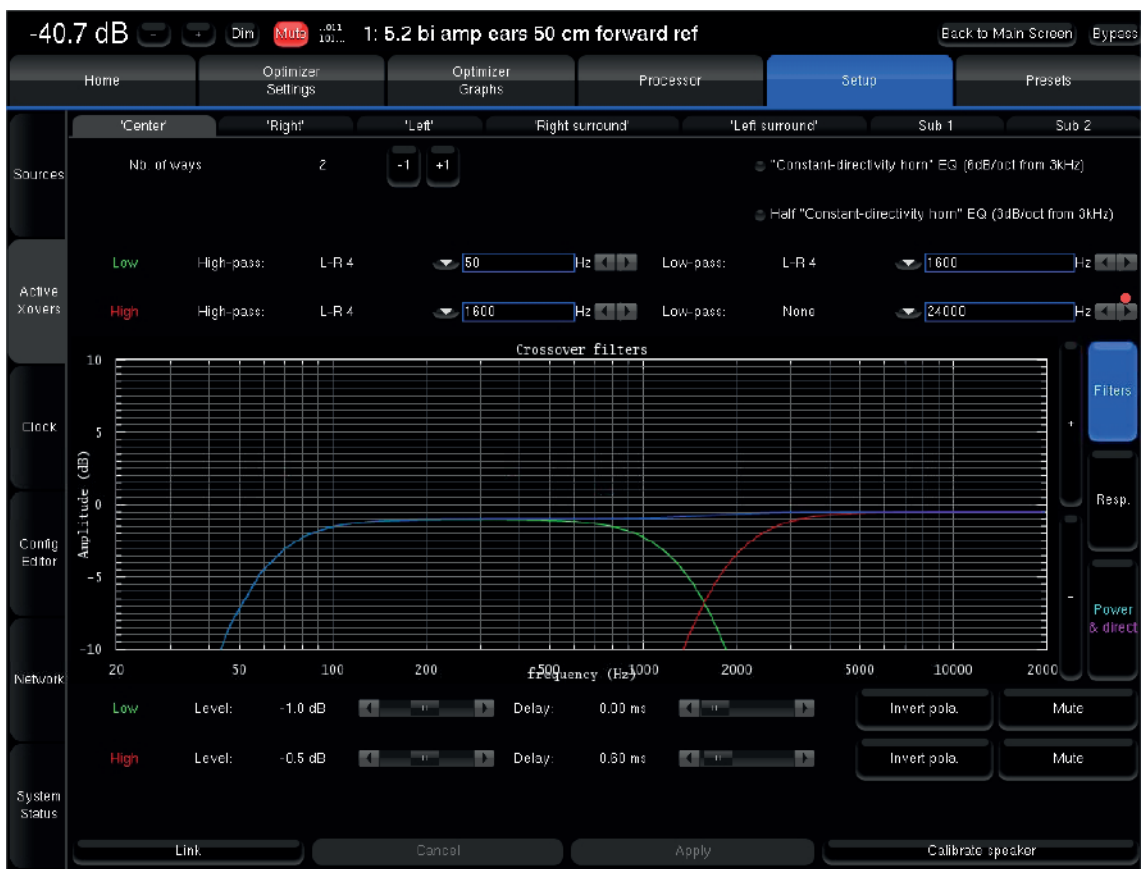 -40.7 dB - + Dim Mute ..011 101... 1: 5.2 bi amp ears 50 cm forward ref Back to Main Screen Bypass
Home Optimizer Settings Optimizer Graphs Processor Setup Presets
'Center' 'Right' 'Left' 'Right surround' 'Left surround' Sub 1 Sub 2
Sources
Nb. of ways 2 -1 +1 "Constant-directivity horn" EQ (6dB/oct from 3kHz)
Half "Constant-directivity horn" EQ (3dB/oct from 3kHz)
Active Xovers
Low High-pass: L-R 4 50 Hz Low-pass: L-R 4 1600 Hz
High High-pass: L-R 4 1600 Hz Low-pass: None 24000 Hz
Crossover filters
10
5
0
-5
-10
Amplitude (dB)
20 50 100 200 500 1000 2000 5000 10000 2000
frequency (Hz)
+
-
Filters
Resp.
Power & direct
Clock
Config Editor
Network
System Status
Low Level: -1.0 dB Delay: 0.00 ms Invert pola. Mute
High Level: -0.5 dB Delay: 0.60 ms Invert pola. Mute
Link Cancel Apply Calibrate speaker